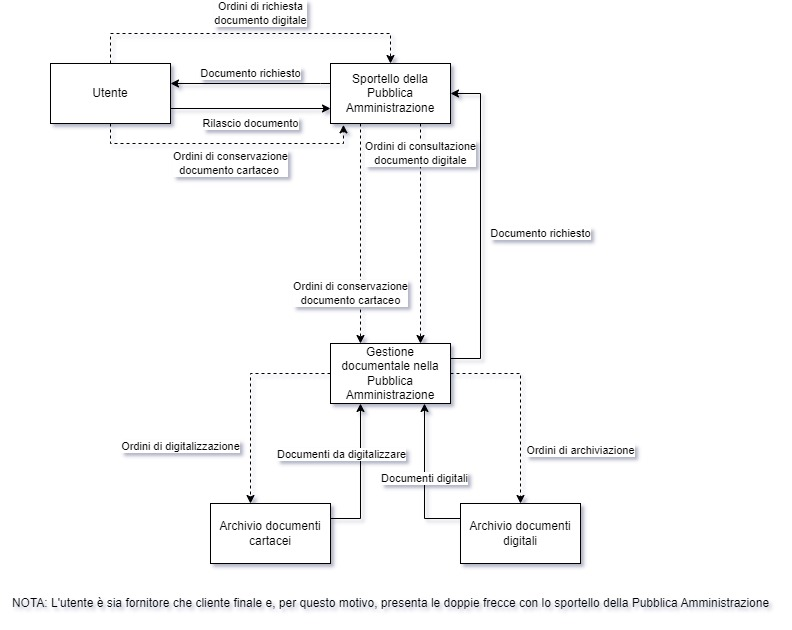 Ordini di richiesta
documento digitale
Utente
Documento richiesto
Rilascio documento
Sportello della
Pubblica
Amministrazione
Ordini di conservazione
documento cartaceo
Ordini di consultazione
documento digitale
Documento richiesto
Ordini di conservazione
documento cartaceo
Gestione
documentale nella
Pubblica
Amministrazione
Ordini di digitalizzazione
Documenti da digitalizzare
Documenti digitali
Ordini di archiviazione
Archivio documenti
cartacei
Archivio documenti
digitali
NOTA: L'utente è sia fornitore che cliente finale e, per questo motivo, presenta le doppie frecce con lo sportello della Pubblica Amministrazione